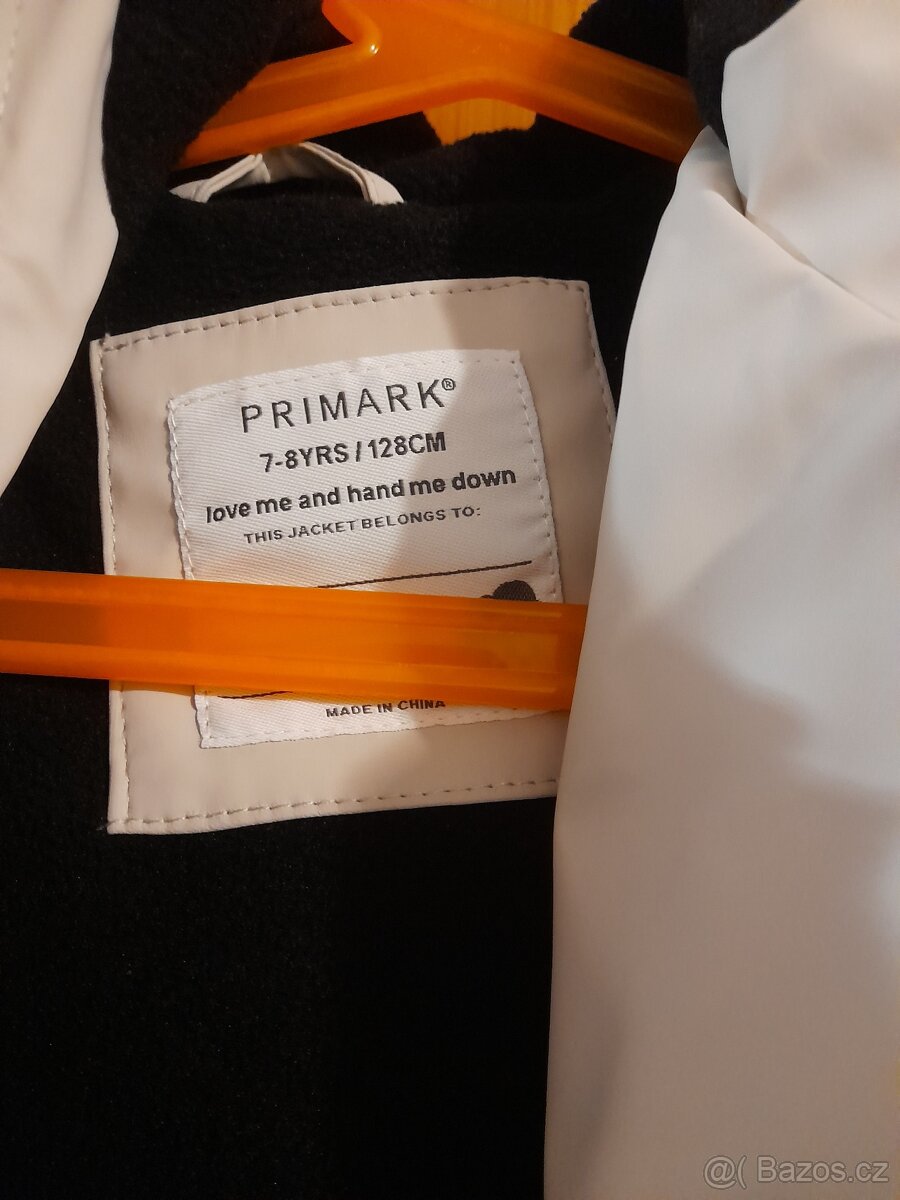 PRIMARK®
7-8YRS / 128CM
love me and hand me down
THIS JACKET BELONGS TO:
MADE IN CHINA
@( Bazos.cz